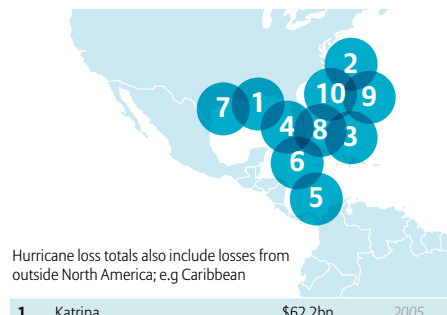 2
10 9
7 1
4 8 3
6
5
Hurricane loss totals also include losses from
outside North America; e.g Caribbean
1 Katrina $62.2bn 2005